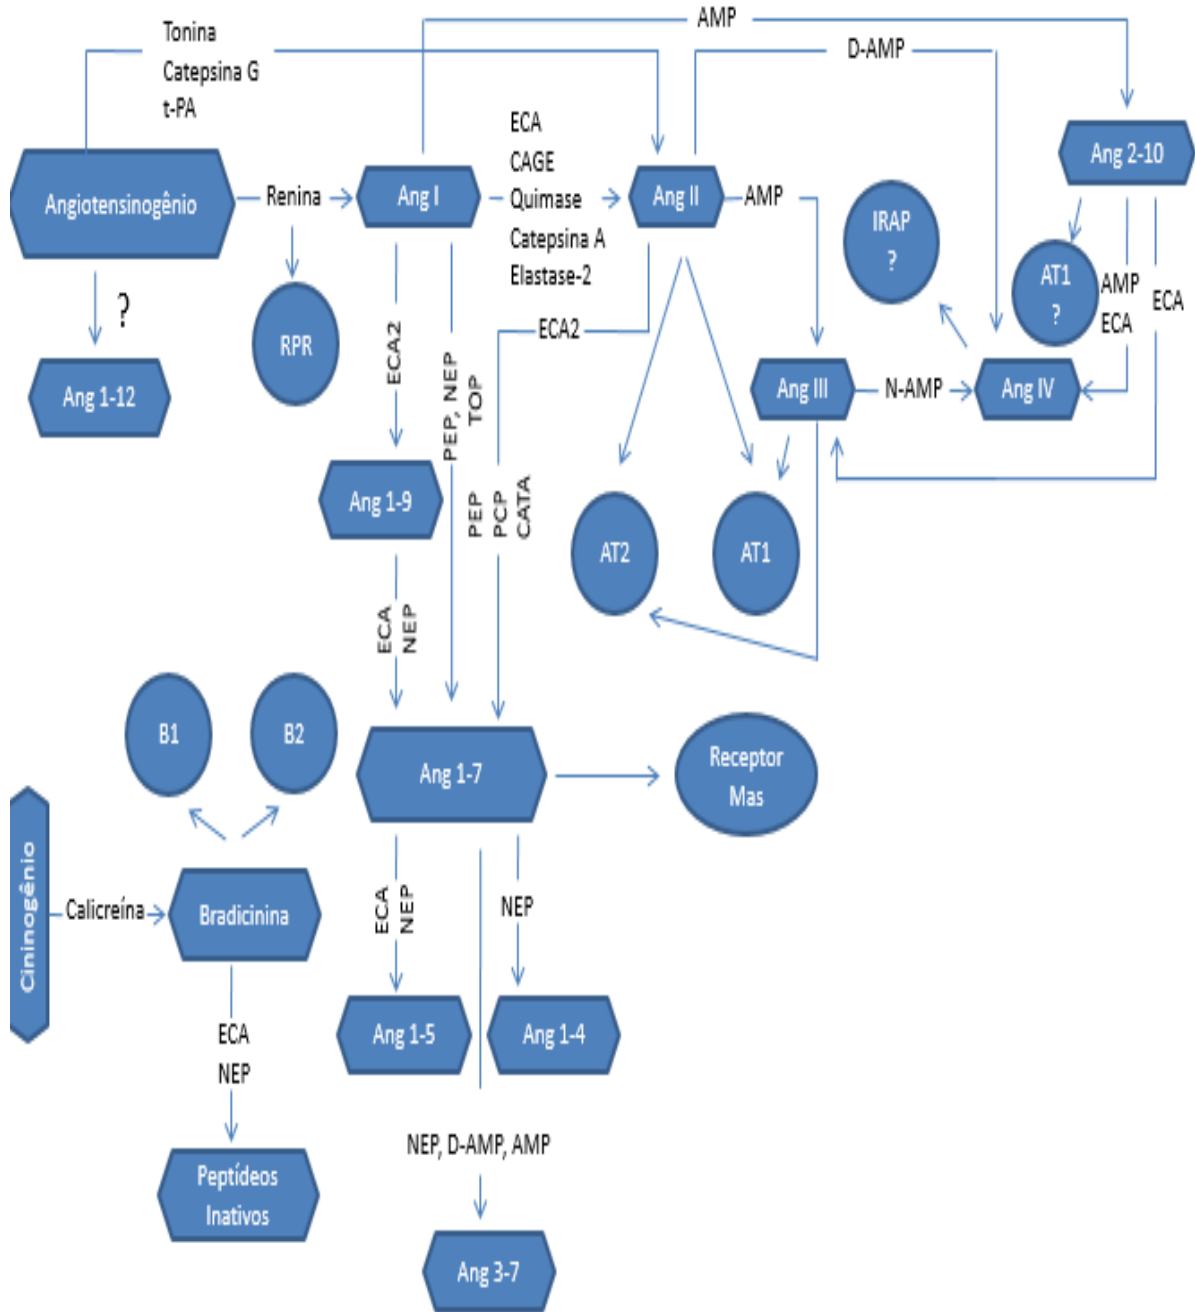 AMP
Tonina
Catepsina G
t-PA
D-AMP
ECA
CAGE
Quimase
Catepsina A
Elastase-2
Ang 2-10
Angiotensinogênio
Renina
Ang I
Ang II
AMP
IRAP
?
AT1
?
AMP
ECA
ECA
?
RPR
ECA2
PEP, NEP
TOP
ECA2
Ang 1-12
Ang III
N-AMP
Ang IV
Ang 1-9
PEP
PCP
CATA
AT2
AT1
ECA
NEP
B1
B2
Ang 1-7
Receptor
Mas
Cininogênio
Calicreína
Bradicinina
ECA
NEP
NEP
ECA
NEP
Ang 1-5
Ang 1-4
NEP, D-AMP, AMP
Peptídeos
Inativos
Ang 3-7